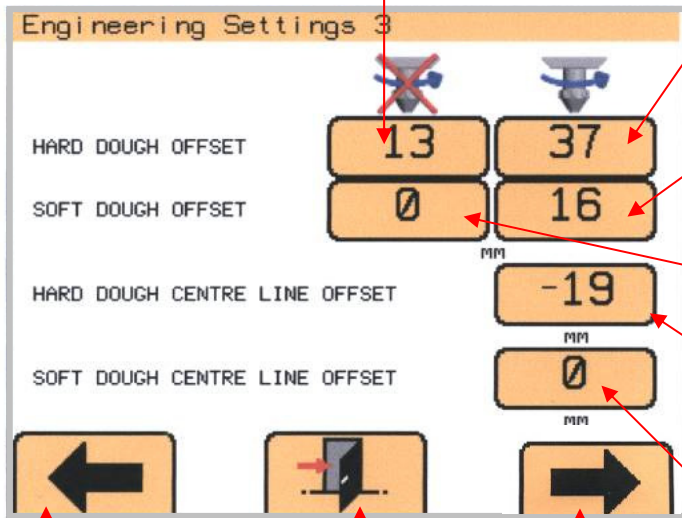 Engineering Settings 3
HARD DOUGH OFFSET 13 37
SOFT DOUGH OFFSET 0 16
MM
HARD DOUGH CENTRE LINE OFFSET -19
MM
SOFT DOUGH CENTRE LINE OFFSET 0
MM